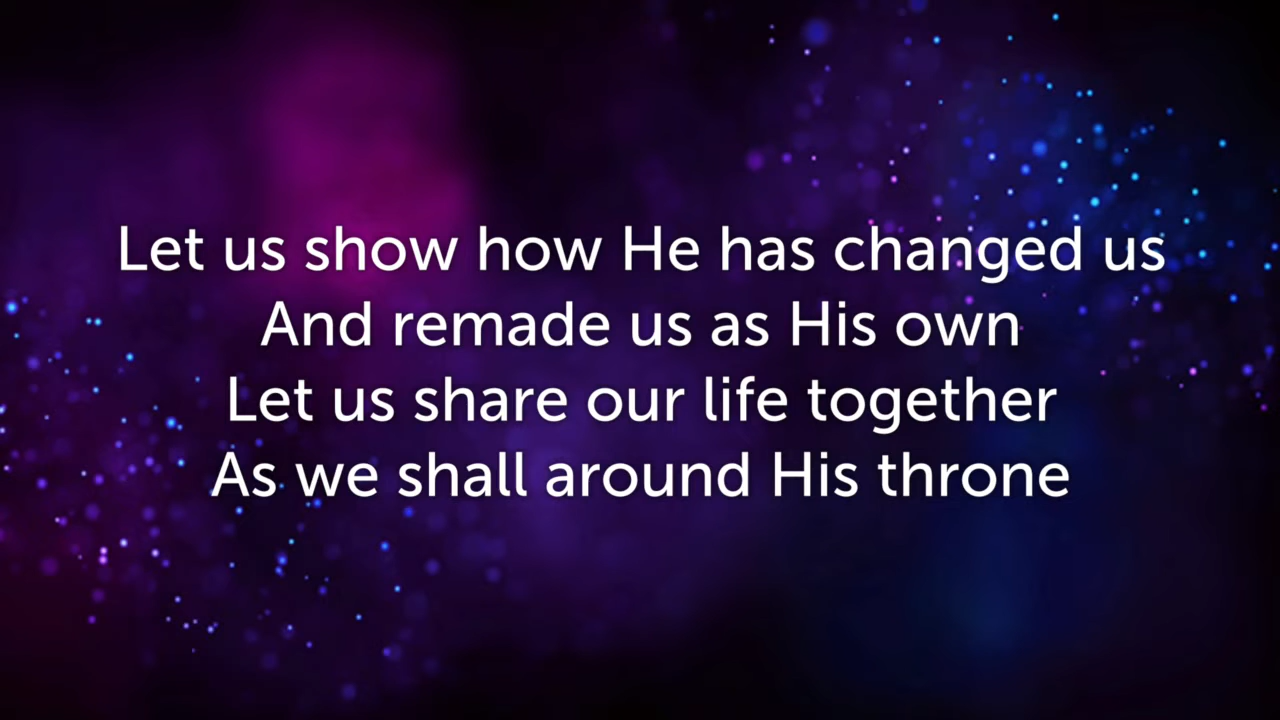 Let us show how He has changed us
And remade us as His own
Let us share our life together
As we shall around His throne